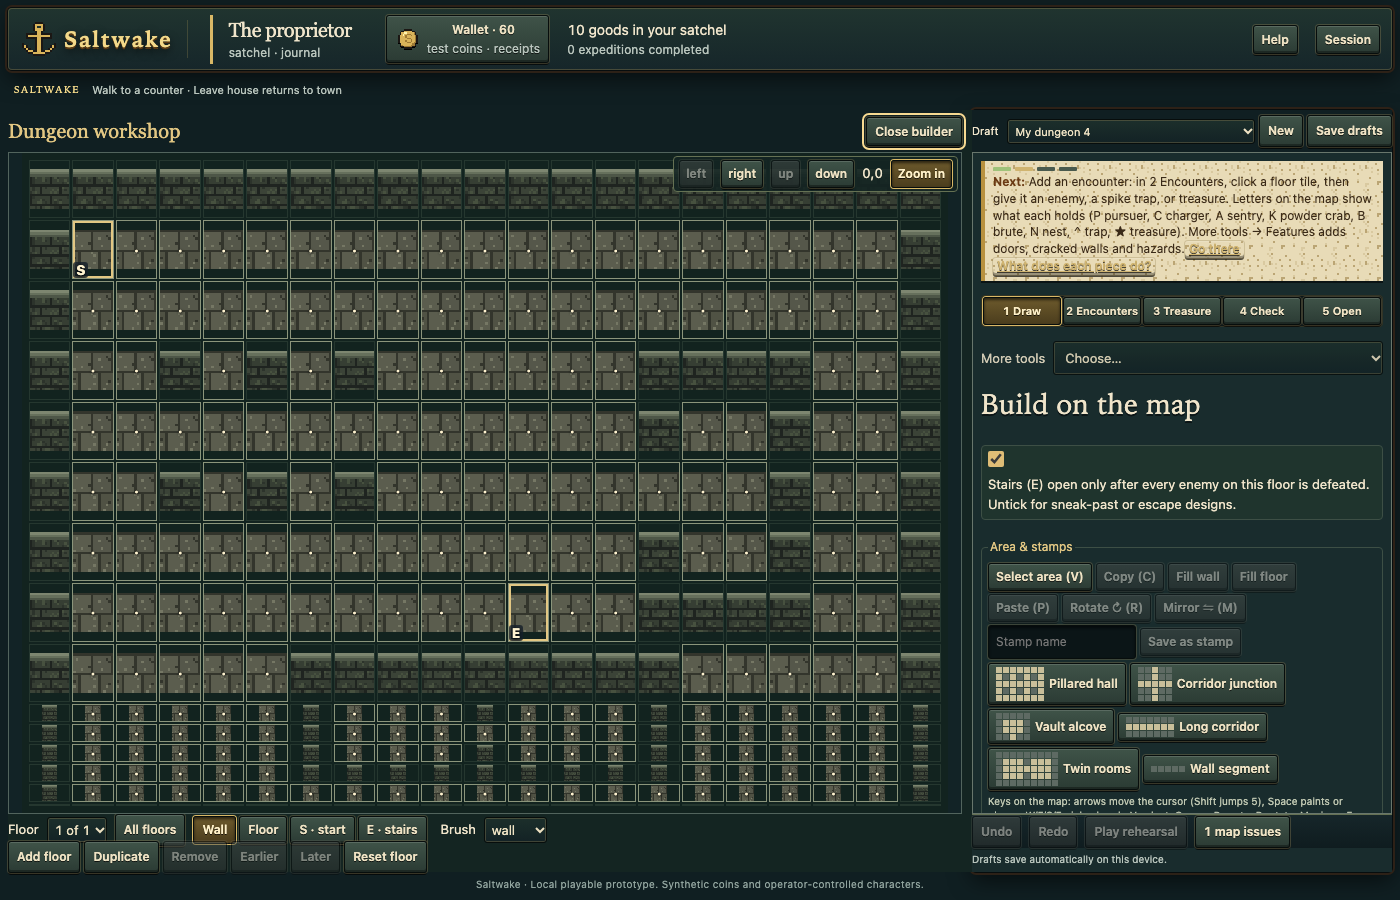 Saltwake
The proprietor
satchel · journal
Wallet · 60
test coins · receipts
10 goods in your satchel
0 expeditions completed
Help
Session
SALTWAKE
Walk to a counter · Leave house returns to town
Dungeon workshop
Close builder
Draft
My dungeon 4
New
Save drafts
left
right
up
down
0,0
Zoom in
Next: Add an encounter: in 2 Encounters, click a floor tile, then
give it an enemy, a spike trap, or treasure. Letters on the map show
what each holds (P pursuer, C charger, A sentry, K powder crab, B
brute, N nest, ^ trap, ★ treasure). More tools → Features adds
doors, cracked walls and hazards. Go there
What does each piece do?
1 Draw
2 Encounters
3 Treasure
4 Check
5 Open
More tools
Choose...
Build on the map
Stairs (E) open only after every enemy on this floor is defeated.
Untick for sneak-past or escape designs.
Area & stamps
Select area (V)
Copy (C)
Fill wall
Fill floor
Paste (P)
Rotate ↻ (R)
Mirror ⇋ (M)
Stamp name
Save as stamp
Pillared hall
Corridor junction
Vault alcove
Long corridor
Twin rooms
Wall segment
Keys on the map: arrows move the cursor (Shift jumps 5), Space paints or
S
E
Floor
1 of 1
All floors
Wall
Floor
S · start
E · stairs
Brush
wall
Add floor
Duplicate
Remove
Earlier
Later
Reset floor
Undo
Redo
Play rehearsal
1 map issues
Drafts save automatically on this device.
Saltwake · Local playable prototype. Synthetic coins and operator-controlled characters.